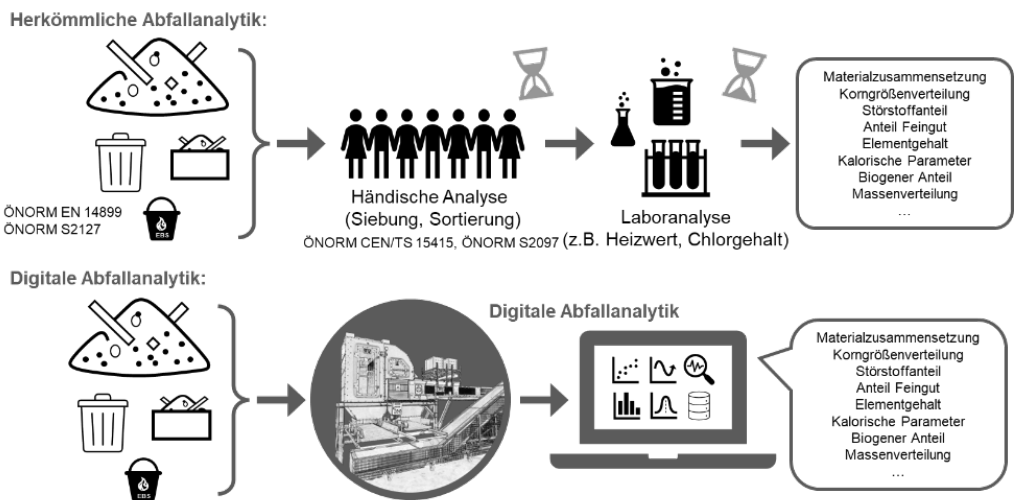 Herkömmliche Abfallanalytik:
ÖNORM EN 14899
ÖNORM S2127
EBS
Händische Analyse
(Siebung, Sortierung)
ÖNORM CEN/TS 15415, ÖNORM S2097
Laboranalyse
(z.B. Heizwert, Chlorgehalt)
Materialzusammensetzung
Korngrößenverteilung
Störstoffanteil
Anteil Feingut
Elementgehalt
Kalorische Parameter
Biogener Anteil
Massenverteilung
...
Digitale Abfallanalytik:
EBS
Digitale Abfallanalytik
Materialzusammensetzung
Korngrößenverteilung
Störstoffanteil
Anteil Feingut
Elementgehalt
Kalorische Parameter
Biogener Anteil
Massenverteilung
...